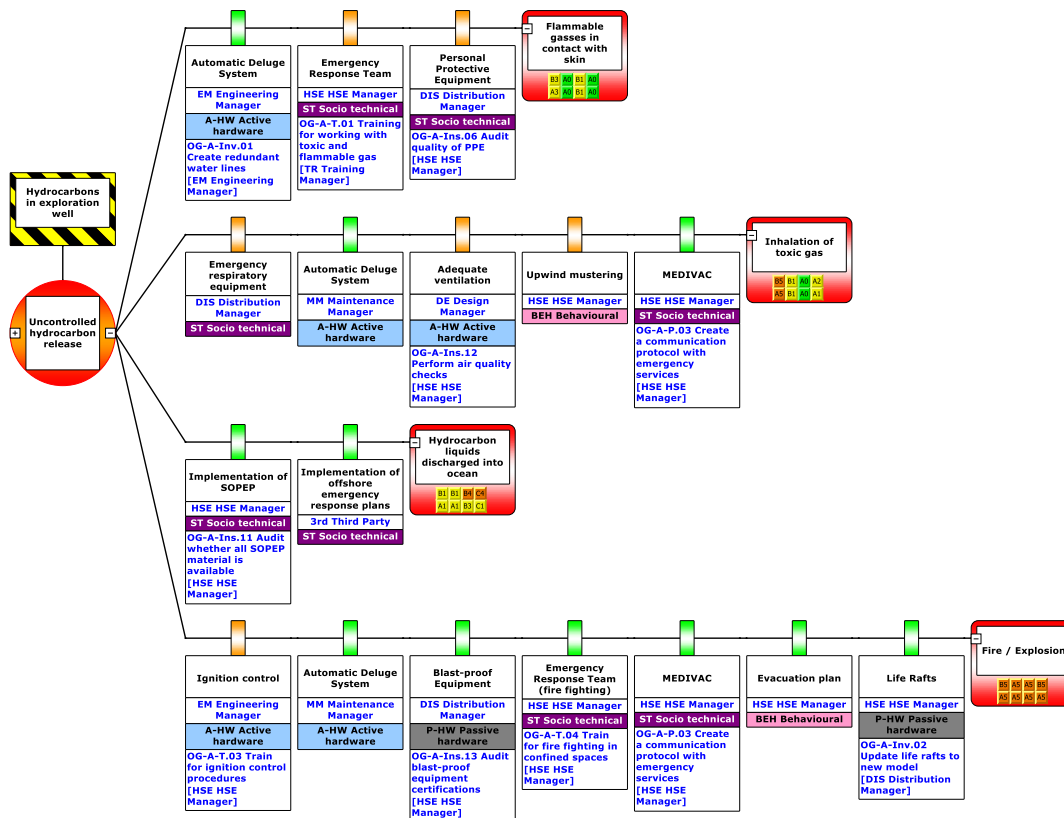 Hydrocarbons
in exploration
well
Uncontrolled
hydrocarbon
release
Automatic Deluge
System
EM Engineering
Manager
A-HW Active
hardware
OG-A-Inv.01
Create redundant
water lines
[EM Engineering
Manager]
Emergency
Response Team
HSE HSE Manager
ST Socio technical
OG-A-T.01 Training
for working with
toxic and
flammable gas
[TR Training
Manager]
Personal
Protective
Equipment
DIS Distribution
Manager
ST Socio technical
OG-A-Ins.06 Audit
quality of PPE
[HSE HSE
Manager]
Flammable
gasses in
contact with
skin
B3 A0 B1 A0
A3 A0 B1 A0
Emergency
respiratory
equipment
DIS Distribution
Manager
ST Socio technical
Automatic Deluge
System
MM Maintenance
Manager
A-HW Active
hardware
Adequate
ventilation
DE Design
Manager
A-HW Active
hardware
OG-A-Ins.12
Perform air quality
checks
[HSE HSE
Manager]
Upwind mustering
HSE HSE Manager
BEH Behavioural
MEDIVAC
HSE HSE Manager
ST Socio technical
OG-A-P.03 Create
a communication
protocol with
emergency
services
[HSE HSE
Manager]
Inhalation of
toxic gas
B5 B1 A0 A2
A5 B1 A0 A1
Implementation of
SOPEP
HSE HSE Manager
ST Socio technical
OG-A-Ins.11 Audit
whether all SOPEP
material is
available
[HSE HSE
Manager]
Implementation of
offshore
emergency
response plans
3rd Third Party
ST Socio technical
Hydrocarbon
liquids
discharged into
ocean
B1 B1 B4 C4
A1 A1 B3 C1
Ignition control
EM Engineering
Manager
A-HW Active
hardware
OG-A-T.03 Train
for ignition control
procedures
[HSE HSE
Manager]
Automatic Deluge
System
MM Maintenance
Manager
A-HW Active
hardware
Blast-proof
Equipment
DIS Distribution
Manager
P-HW Passive
hardware
OG-A-Ins.13 Audit
blast-proof
equipment
certifications
[HSE HSE
Manager]
Emergency
Response Team
(fire fighting)
HSE HSE Manager
ST Socio technical
OG-A-T.04 Train
for fire fighting in
confined spaces
[HSE HSE
Manager]
MEDIVAC
HSE HSE Manager
ST Socio technical
OG-A-P.03 Create
a communication
protocol with
emergency
services
[HSE HSE
Manager]
Evacuation plan
HSE HSE Manager
BEH Behavioural
Life Rafts
HSE HSE Manager
P-HW Passive
hardware
OG-A-Inv.02
Update life rafts to
new model
[DIS Distribution
Manager]
Fire / Explosion
B5 A5 A5 B5
A5 A5 A5 A5